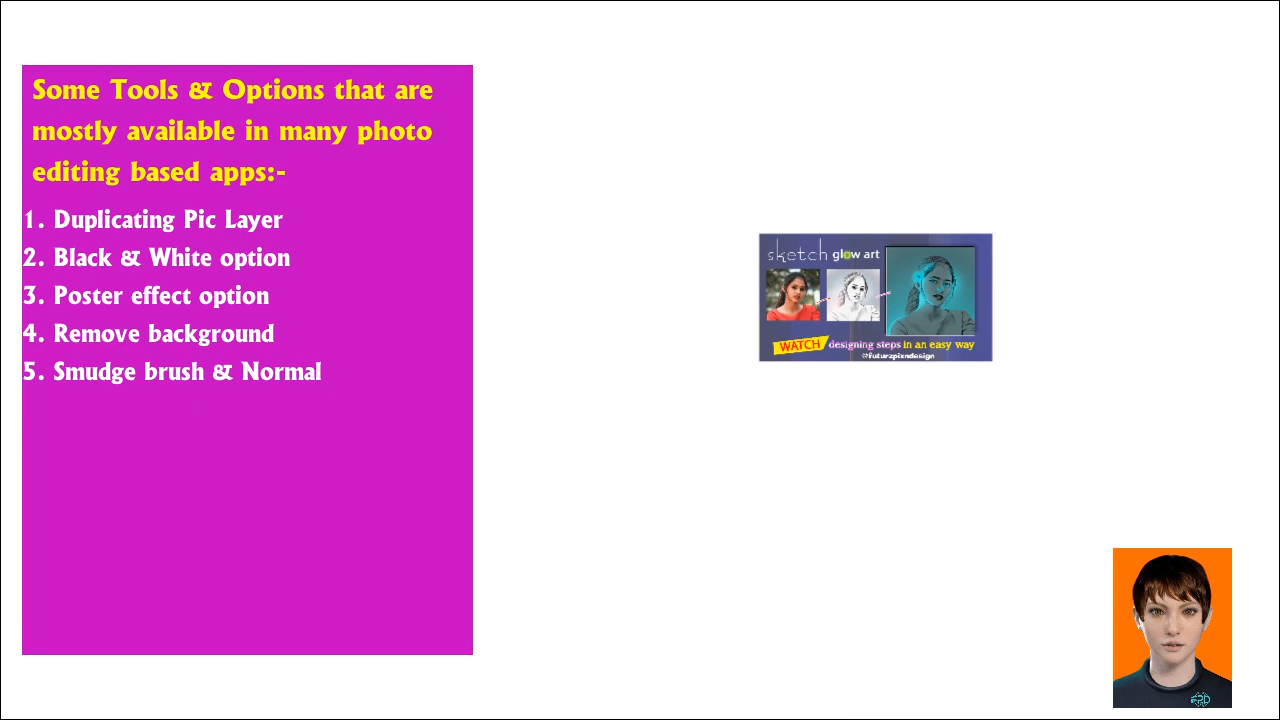 Some Tools & Options that are
mostly available in many photo
editing based apps:-
1. Duplicating Pic Layer
2. Black & White option
3. Poster effect option
4. Remove background
5. Smudge brush & Normal
sketch glow art
WATCH designing steps in an easy way
@futurzpixndesign
FPD